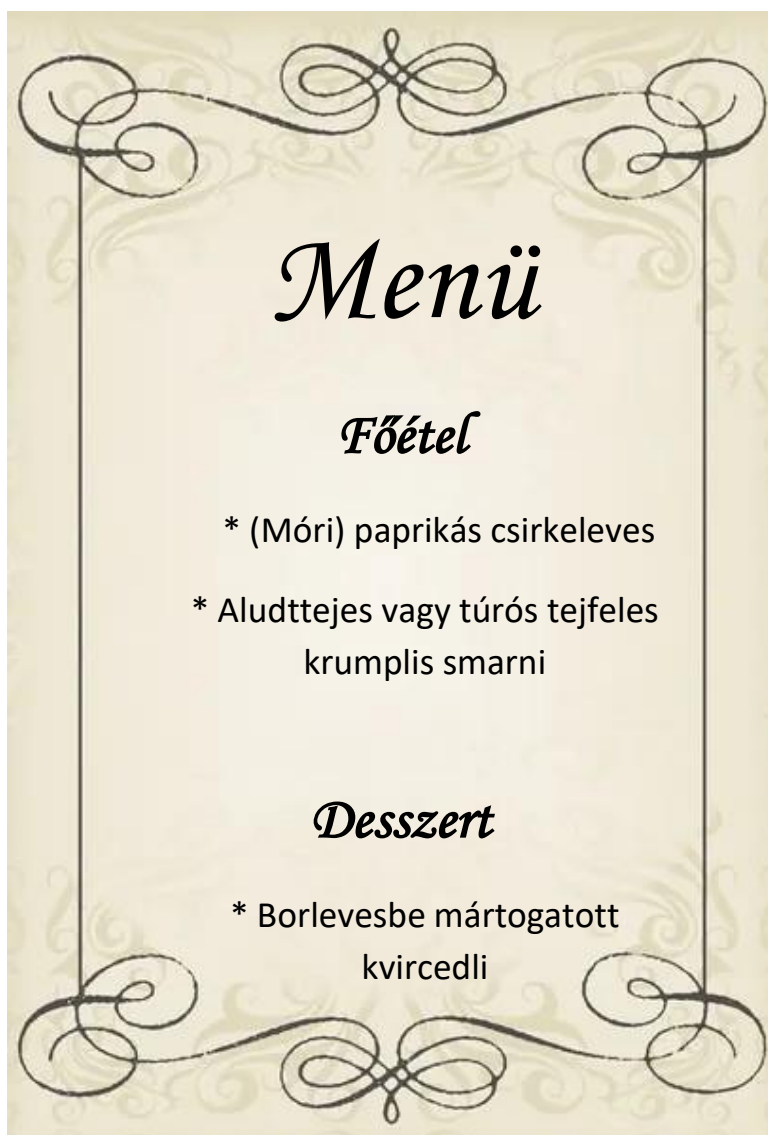 Menü
Főétel
* (Móri) paprikás csirkeleves
* Aludttejes vagy túrós tejfeles
krumplis smarni
Desszert
* Borlevesbe mártogatott
kvircedli